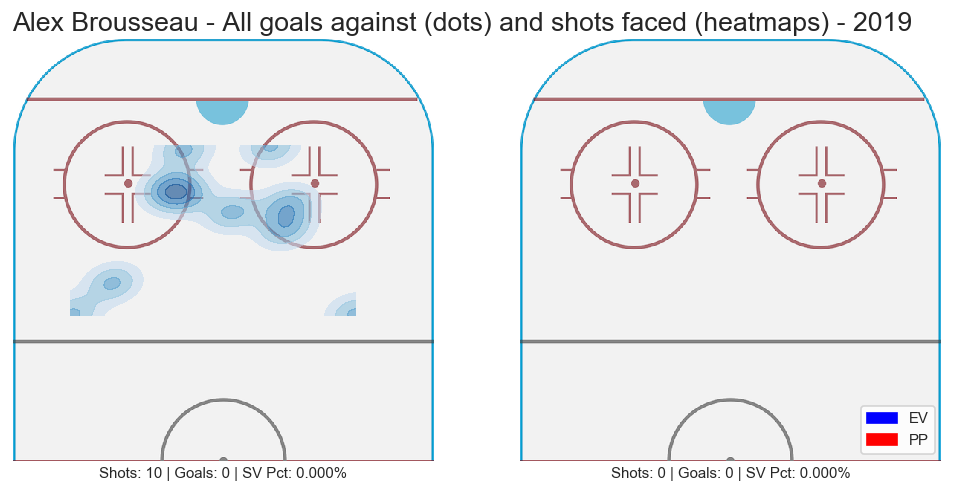 Alex Brousseau - All goals against (dots) and shots faced (heatmaps) - 2019
EV
PP
Shots: 10 | Goals: 0 | SV Pct: 0.000%
Shots: 0 | Goals: 0 | SV Pct: 0.000%